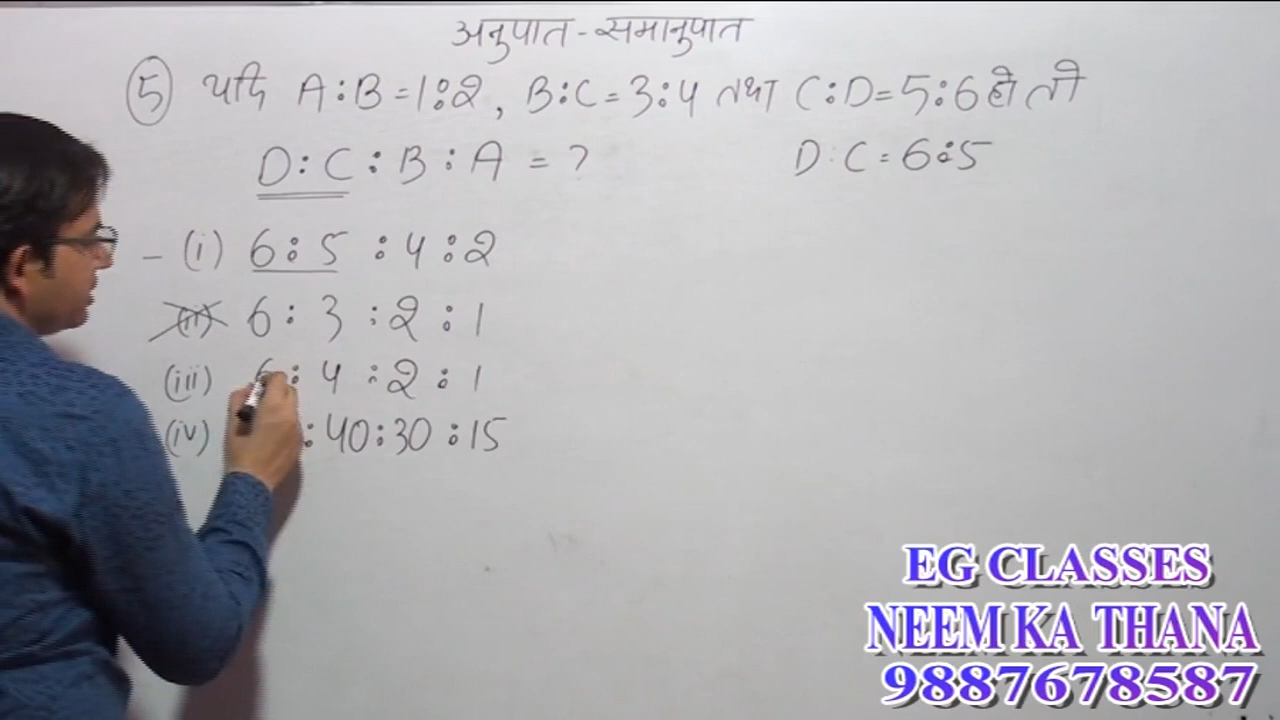 अनुपात - समानुपात
(5) यदि A:B=1:2, B:C=3:4 तथा C:D=5:6 हो तो
D:C:B:A = ?
D:C=6:5
- (i) 6:5:4:2
(ii) 6:3:2:1
(iii) 6:4:2:1
(iv) :40:30:15
EG CLASSES
NEEM KA THANA
9887678587